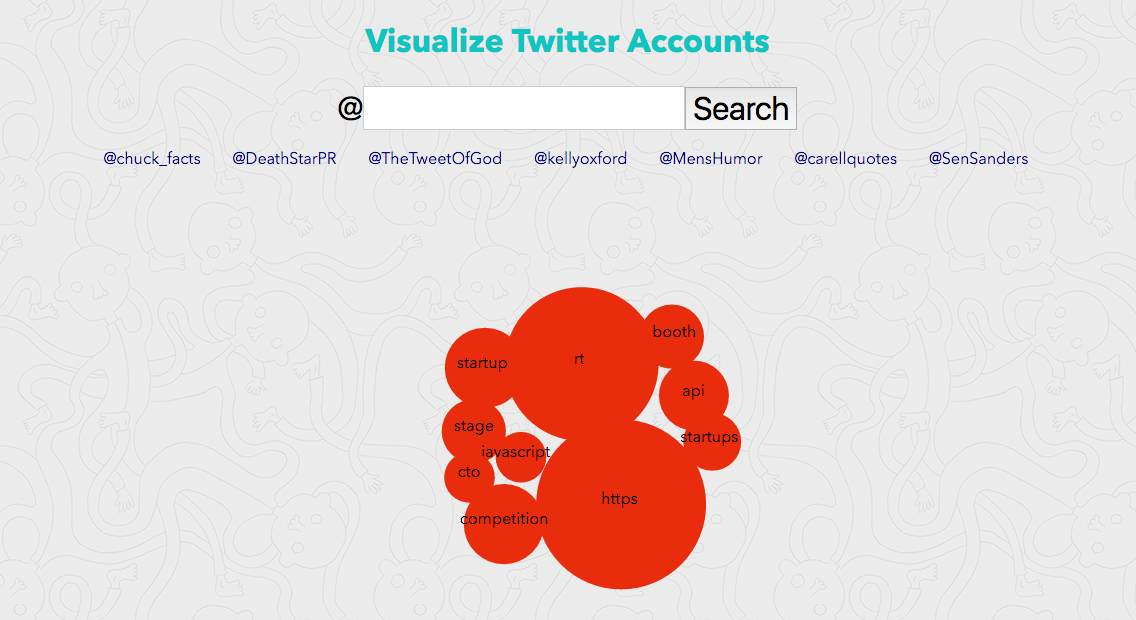 Visualize Twitter Accounts
@ Search
@chuck_facts @DeathStarPR @TheTweetOfGod @kellyoxford @MensHumor @carellquotes @SenSanders
booth
rt
startup
api
stage
startups
javascript
cto
https
competition